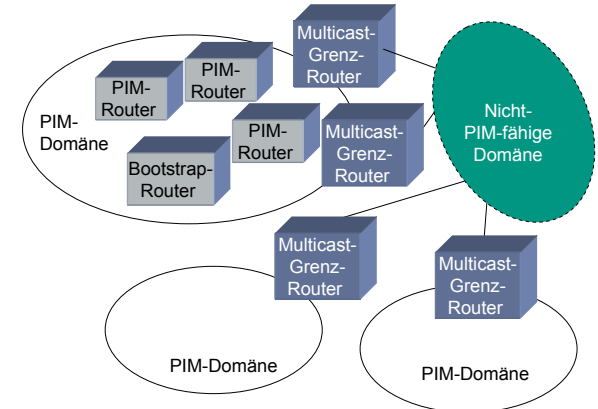 Multicast-
Grenz-
Router
PIM-
Router
PIM-
Router
PIM-
Domäne
PIM-
Router
Multicast-
Grenz-
Router
Bootstrap-
Router
Nicht-
PIM-fähige
Domäne
Multicast-
Grenz-
Router
Multicast-
Grenz-
Router
PIM-Domäne
PIM-Domäne